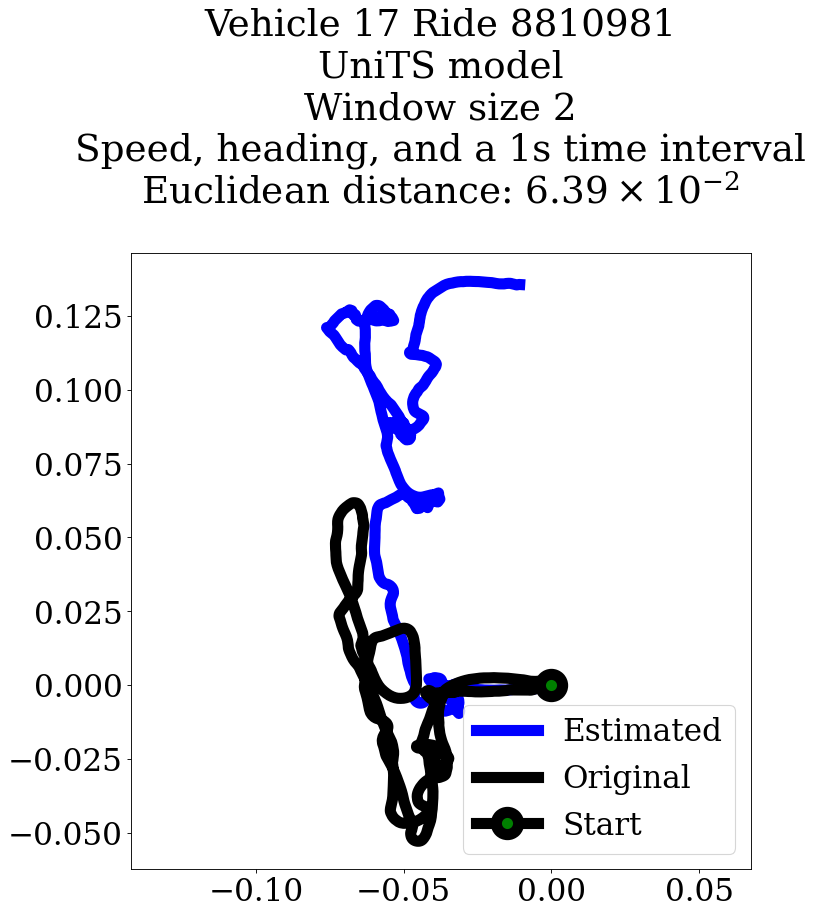 Vehicle 17 Ride 8810981
UniTS model
Window size 2
Speed, heading, and a 1s time interval
Euclidean distance: 6.39 × 10⁻²
0.125
0.100
0.075
0.050
0.025
0.000
−0.025
−0.050
Estimated
Original
Start
−0.10
−0.05
0.00
0.05